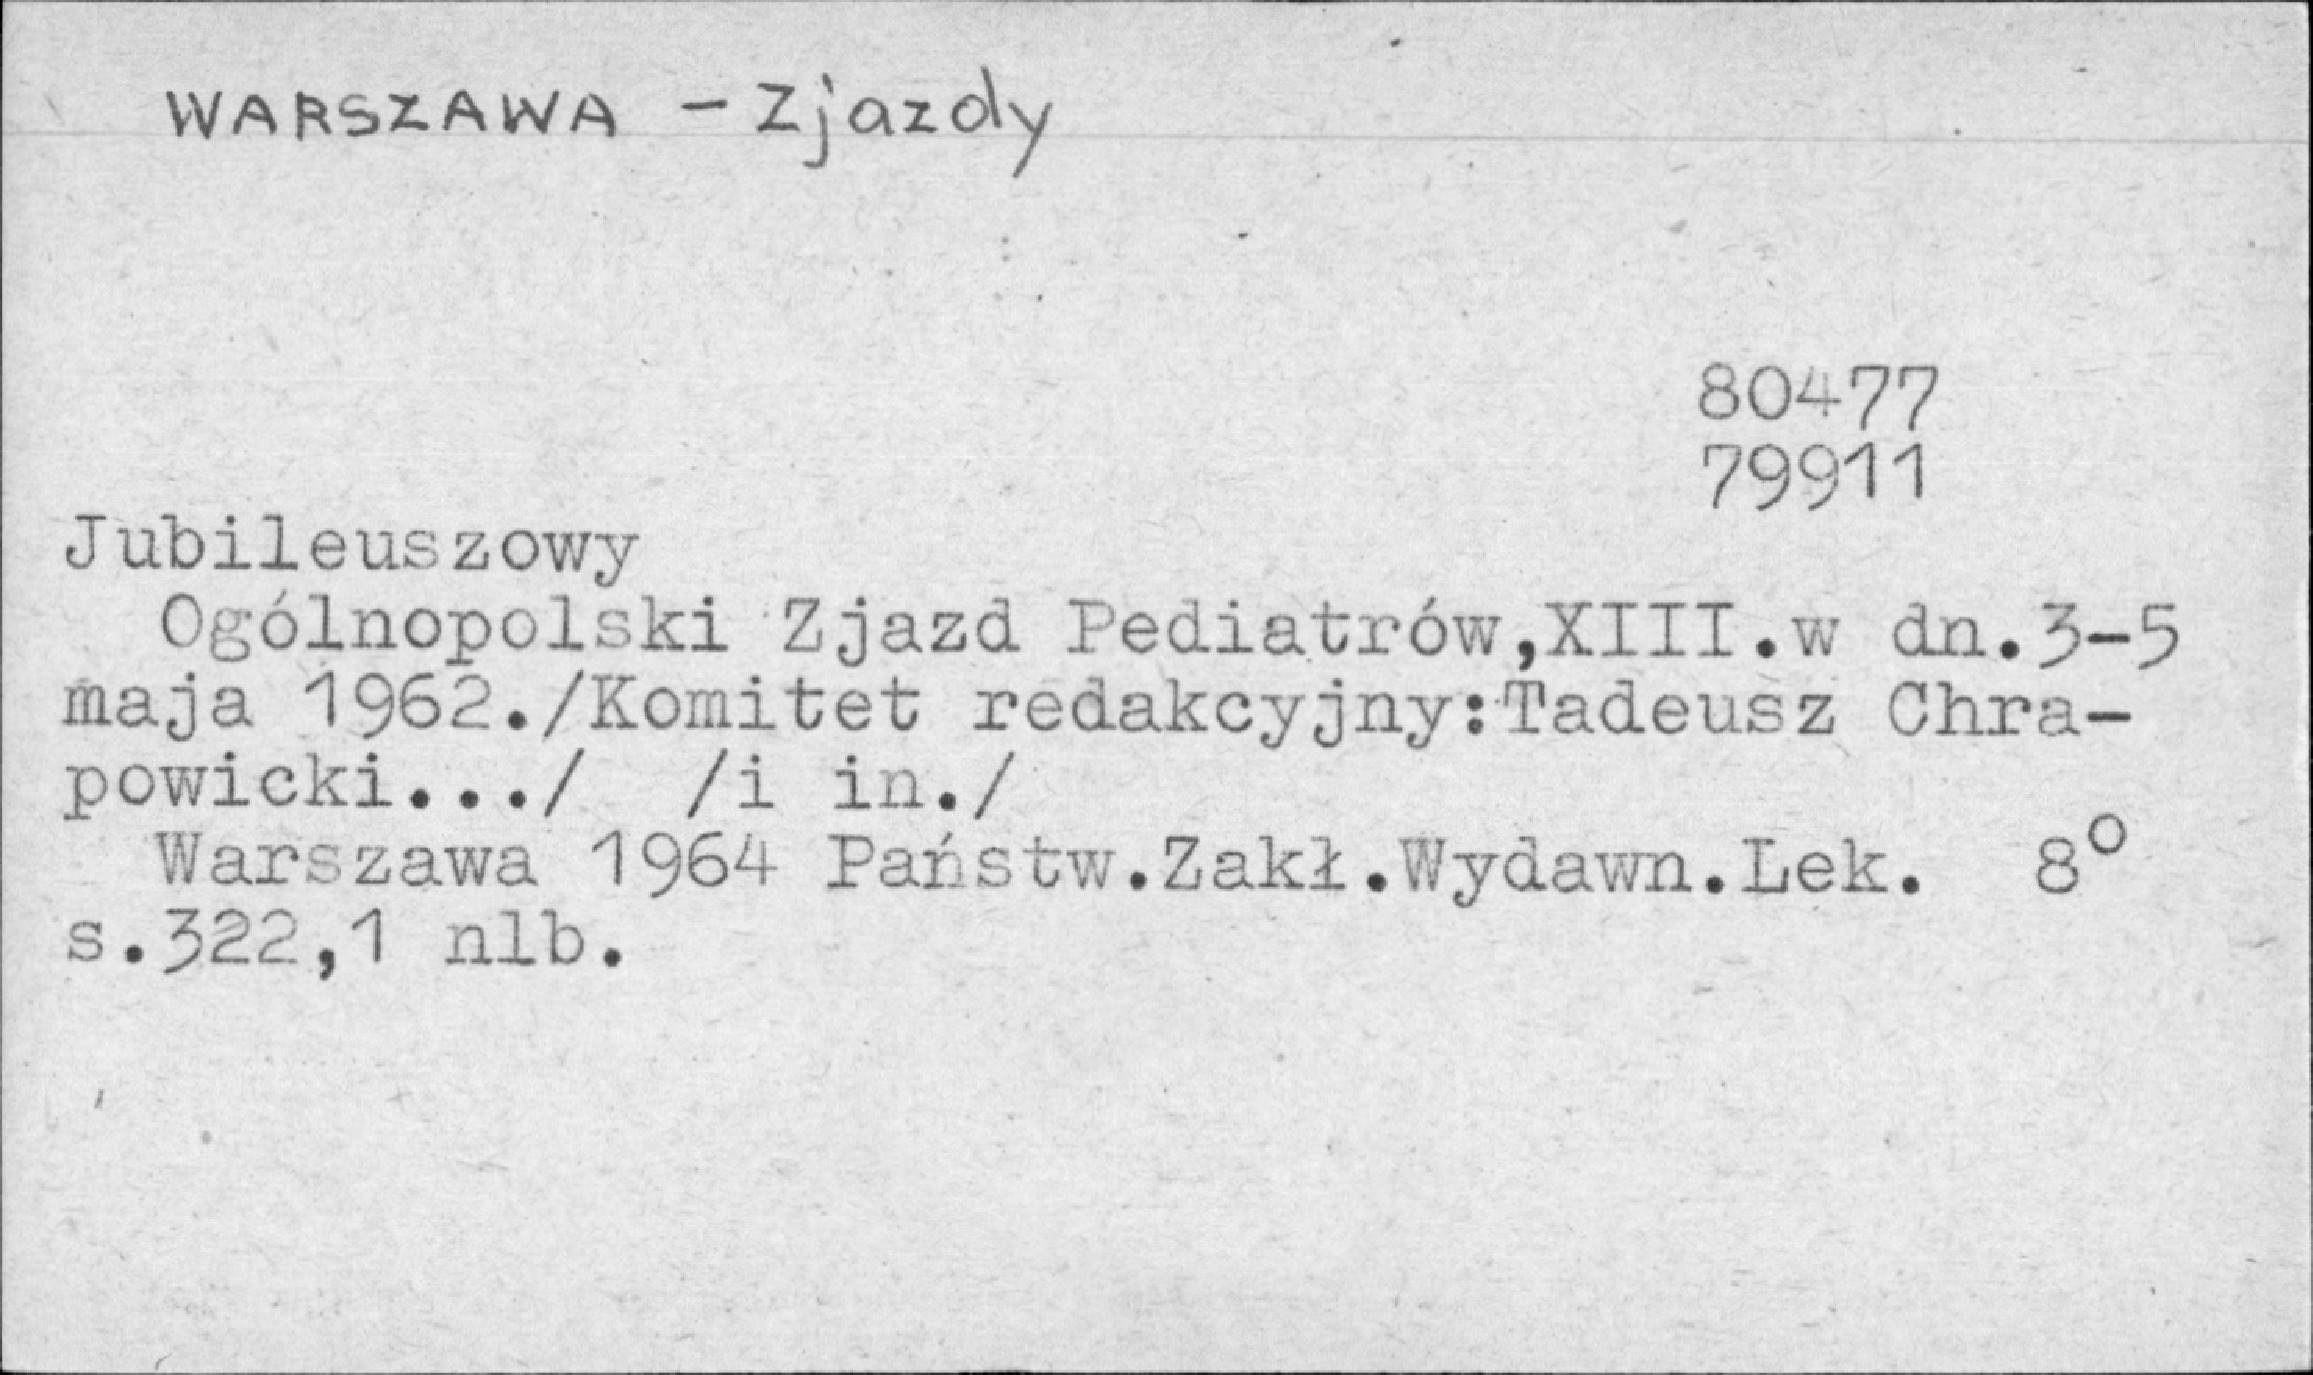 WARSZAWA - Zjazdy
80477
79911
Jubileuszowy
Ogólnopolski Zjazd Pediatrów,XIII.w dn.3-5
maja 1962./Komitet redakcyjny:Tadeusz Chra-
powicki.../ /i in./
Warszawa 1964 Państw.Zakł.Wydawn.Lek. 8°
s.322,1 nlb.